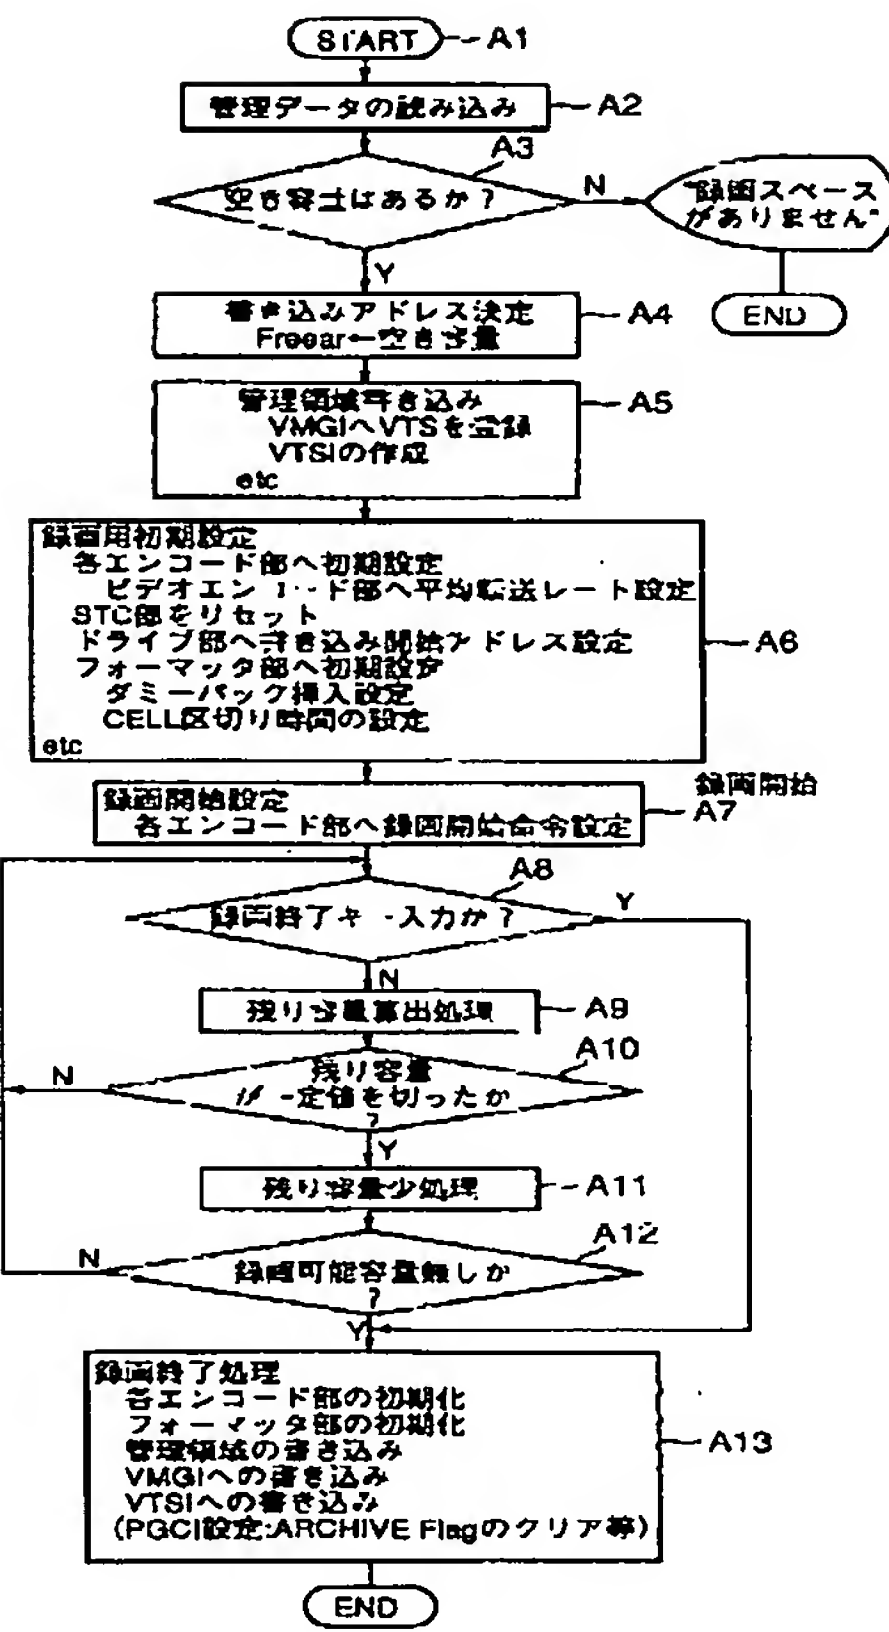 START
A1
管理データの読み込み
A2
A3
空き容量はあるか?
N
"録画スペース
がありません"
END
Y
書き込みアドレス決定
Freear←空き容量
A4
管理領域書き込み
VMGIへVTSを登録
VTSIの作成
etc
A5
録画用初期設定
各エンコード部へ初期設定
ビデオエンコード部へ平均転送レート設定
STC部をリセット
ドライブ部へ書き込み開始アドレス設定
フォーマッタ部へ初期設定
ダミーパック挿入設定
CELL区切り時間の設定
etc
A6
録画開始設定
各エンコード部へ録画開始命令設定
録画開始
A7
A8
録画終了キー入力か?
Y
N
残り容量算出処理
A9
A10
残り容量
が一定値を切ったか
?
N
Y
残り容量少処理
A11
A12
録画可能容量無しか
?
N
Y
録画終了処理
各エンコード部の初期化
フォーマッタ部の初期化
管理領域の書き込み
VMGIへの書き込み
VTSIへの書き込み
(PGCI設定:ARCHIVE Flagのクリア等)
A13
END